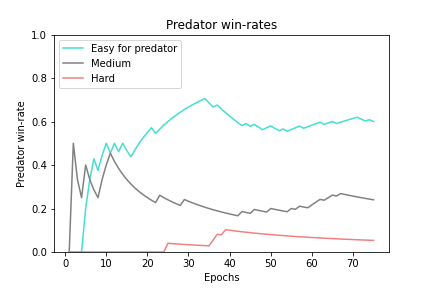 Predator win-rates
Easy for predator
Medium
Hard
Predator win-rate
1.0
0.8
0.6
0.4
0.2
0.0
0 10 20 30 40 50 60 70
Epochs